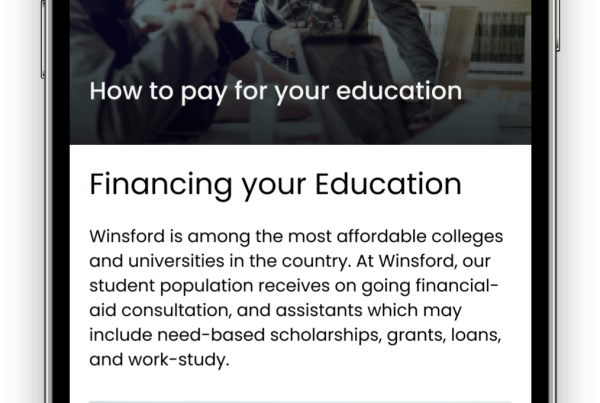 How to pay for your education
Financing your Education
Winsford is among the most affordable colleges
and universities in the country. At Winsford, our
student population receives on going financial-
aid consultation, and assistants which may
include need-based scholarships, grants, loans,
and work-study.